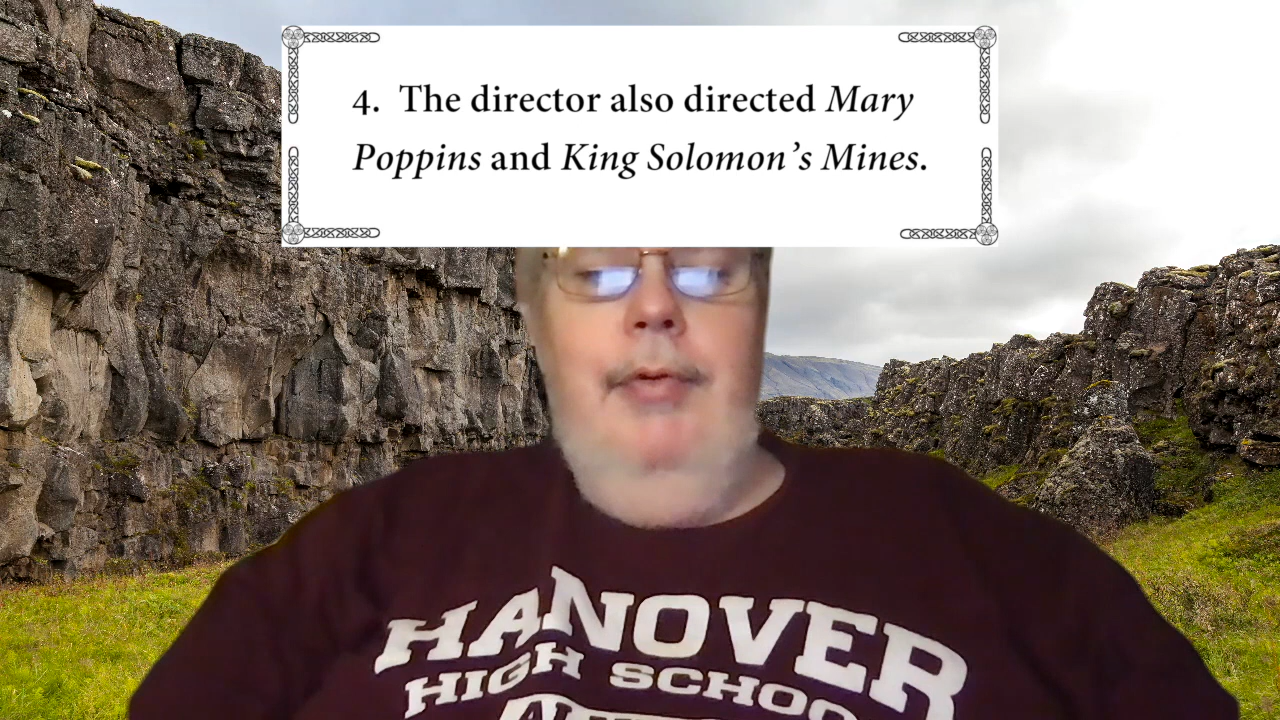 4. The director also directed Mary
Poppins and King Solomon’s Mines.
HANOVER
HIGH SCHOO